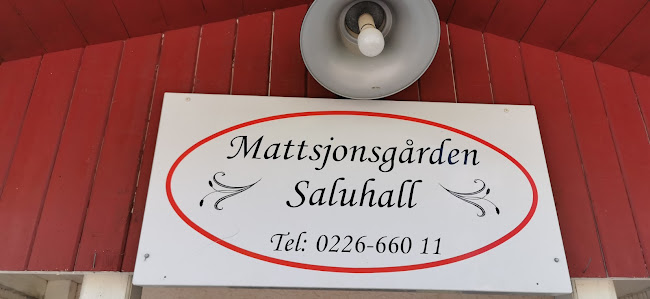 Mattsjonsgården
Saluhall
Tel: 0226-660 11